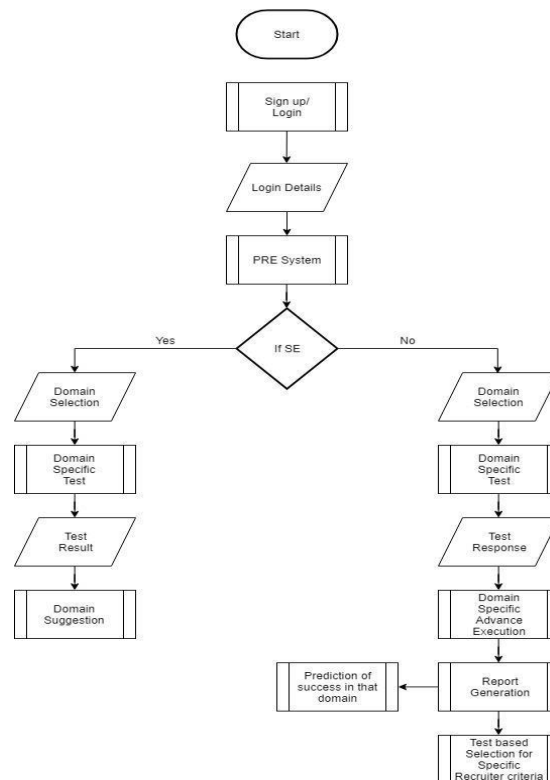 Start
Sign up/
Login
Login Details
PRE System
If SE
Yes
No
Domain
Selection
Domain
Specific
Test
Test
Result
Domain
Suggestion
Domain
Selection
Domain
Specific
Test
Test
Response
Domain
Specific
Advance
Execution
Report
Generation
Prediction of
success in that
domain
Test based
Selection for
Specific
Recruiter criteria